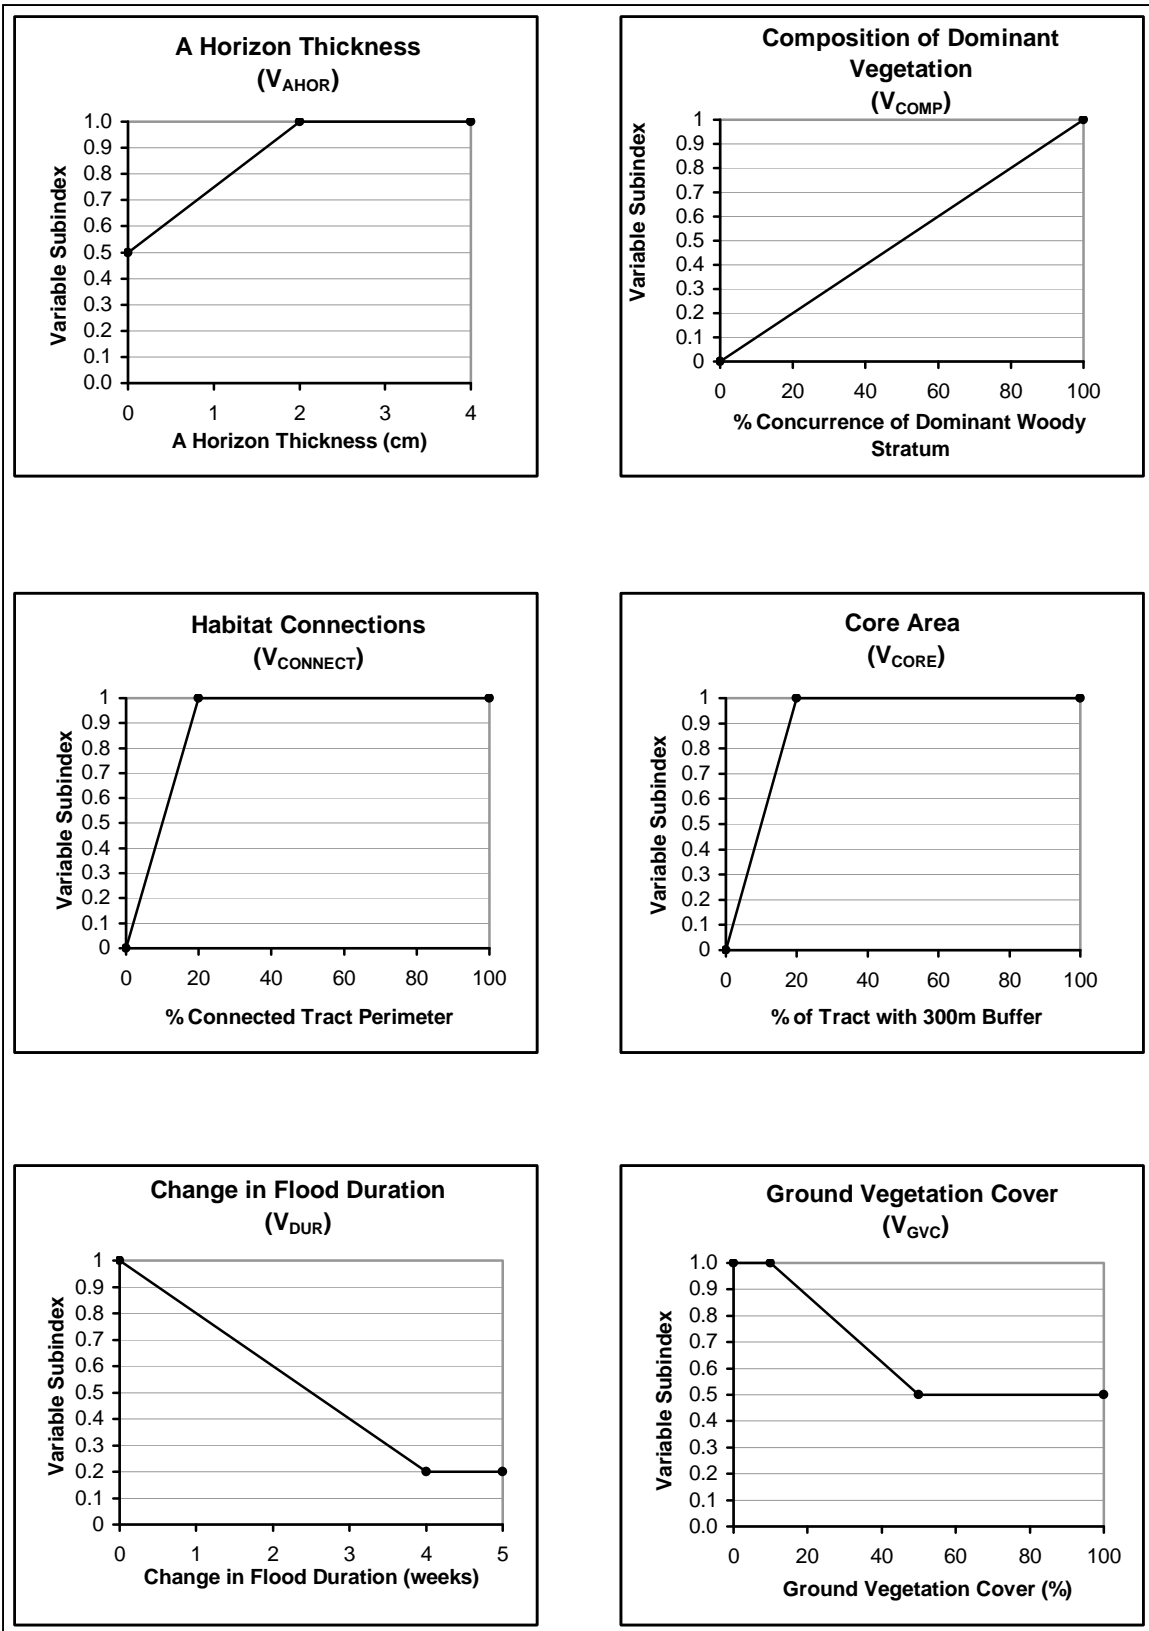 A Horizon Thickness
(VAHOR)
Variable Subindex
1.0
0.9
0.8
0.7
0.6
0.5
0.4
0.3
0.2
0.1
0.0
0 1 2 3 4
A Horizon Thickness (cm)
Composition of Dominant
Vegetation
(VCOMP)
Variable Subindex
1
0.9
0.8
0.7
0.6
0.5
0.4
0.3
0.2
0.1
0
0 20 40 60 80 100
% Concurrence of Dominant Woody
Stratum
Habitat Connections
(VCONNECT)
Variable Subindex
1
0.9
0.8
0.7
0.6
0.5
0.4
0.3
0.2
0.1
0
0 20 40 60 80 100
% Connected Tract Perimeter
Core Area
(VCORE)
Variable Subindex
1
0.9
0.8
0.7
0.6
0.5
0.4
0.3
0.2
0.1
0
0 20 40 60 80 100
% of Tract with 300m Buffer
Change in Flood Duration
(VDUR)
Variable Subindex
1
0.9
0.8
0.7
0.6
0.5
0.4
0.3
0.2
0.1
0
0 1 2 3 4 5
Change in Flood Duration (weeks)
Ground Vegetation Cover
(VGVC)
Variable Subindex
1.0
0.9
0.8
0.7
0.6
0.5
0.4
0.3
0.2
0.1
0.0
0 20 40 60 80 100
Ground Vegetation Cover (%)